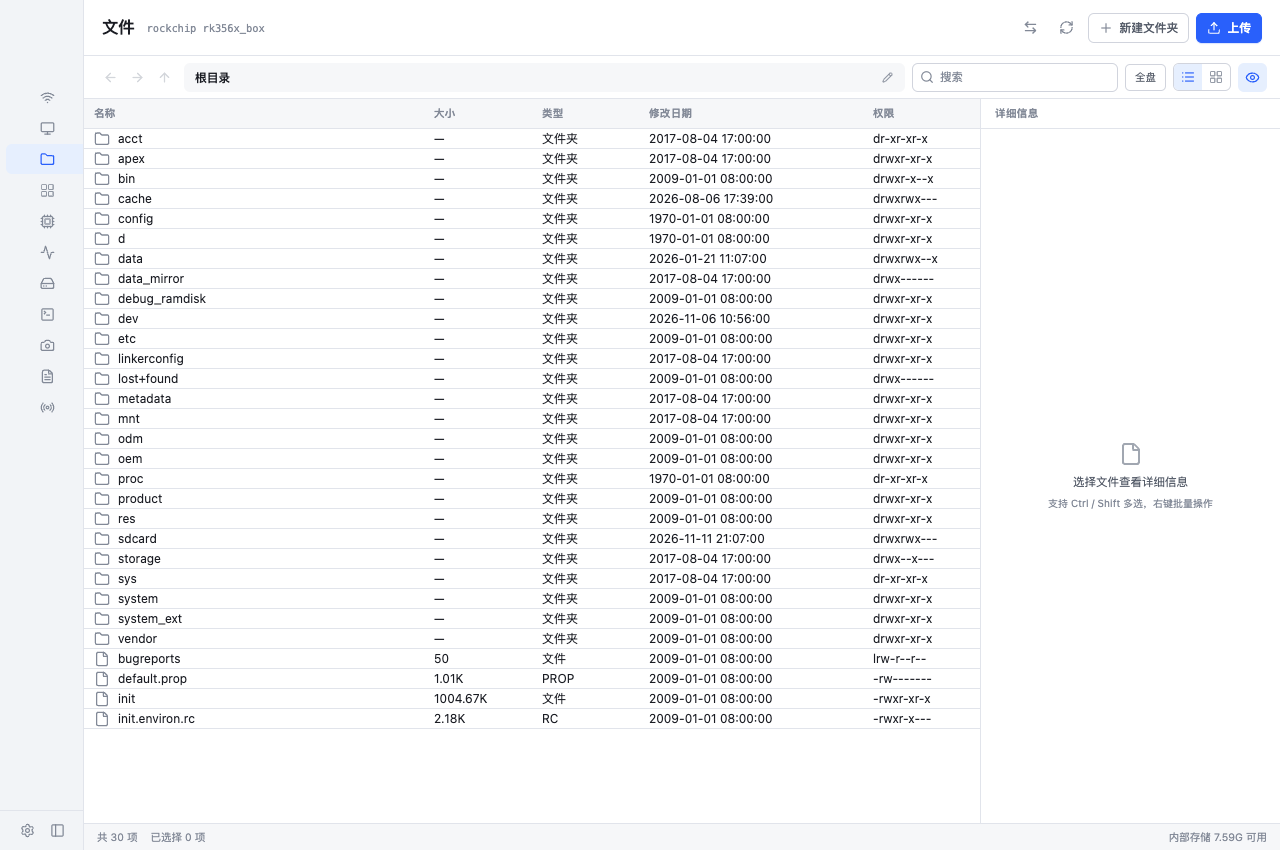 文件 rockchip rk356x_box 新建文件夹 上传
根目录 搜索 全盘
名称 大小 类型 修改日期 权限 详细信息
acct — 文件夹 2017-08-04 17:00:00 dr-xr-xr-x
apex — 文件夹 2017-08-04 17:00:00 drwxr-xr-x
bin — 文件夹 2009-01-01 08:00:00 drwxr-x--x
cache — 文件夹 2026-08-06 17:39:00 drwxrwx---
config — 文件夹 1970-01-01 08:00:00 drwxr-xr-x
d — 文件夹 1970-01-01 08:00:00 drwxr-xr-x
data — 文件夹 2026-01-21 11:07:00 drwxrwx--x
data_mirror — 文件夹 2017-08-04 17:00:00 drwx------
debug_ramdisk — 文件夹 2009-01-01 08:00:00 drwxr-xr-x
dev — 文件夹 2026-11-06 10:56:00 drwxr-xr-x
etc — 文件夹 2009-01-01 08:00:00 drwxr-xr-x
linkerconfig — 文件夹 2017-08-04 17:00:00 drwxr-xr-x
lost+found — 文件夹 2009-01-01 08:00:00 drwx------
metadata — 文件夹 2017-08-04 17:00:00 drwxr-xr-x
mnt — 文件夹 2017-08-04 17:00:00 drwxr-xr-x
odm — 文件夹 2009-01-01 08:00:00 drwxr-xr-x
oem — 文件夹 2009-01-01 08:00:00 drwxr-xr-x
proc — 文件夹 1970-01-01 08:00:00 dr-xr-xr-x
product — 文件夹 2009-01-01 08:00:00 drwxr-xr-x
res — 文件夹 2009-01-01 08:00:00 drwxr-xr-x
sdcard — 文件夹 2026-11-11 21:07:00 drwxrwx---
storage — 文件夹 2017-08-04 17:00:00 drwx--x---
sys — 文件夹 2017-08-04 17:00:00 dr-xr-xr-x
system — 文件夹 2009-01-01 08:00:00 drwxr-xr-x
system_ext — 文件夹 2009-01-01 08:00:00 drwxr-xr-x
vendor — 文件夹 2009-01-01 08:00:00 drwxr-xr-x
bugreports 50 文件 2009-01-01 08:00:00 lrw-r--r--
default.prop 1.01K PROP 2009-01-01 08:00:00 -rw-------
init 1004.67K 文件 2009-01-01 08:00:00 -rwxr-xr-x
init.environ.rc 2.18K RC 2009-01-01 08:00:00 -rwxr-x---
选择文件查看详细信息
支持 Ctrl / Shift 多选，右键批量操作
共 30 项 已选择 0 项 内部存储 7.59G 可用